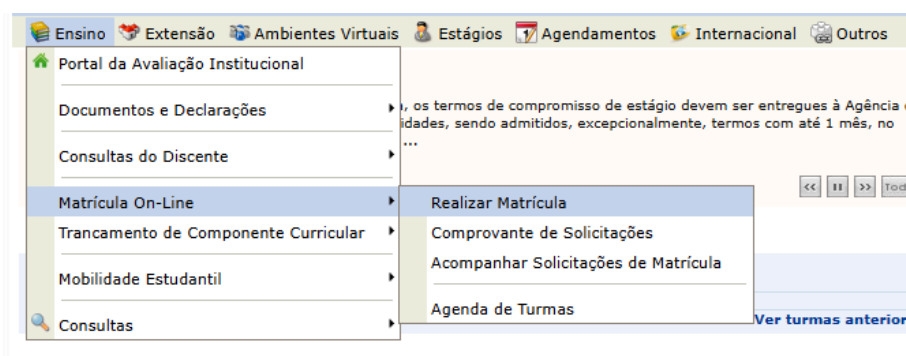 Ensino Extensão Ambientes Virtuais Estágios Agendamentos Internacional Outros
Portal da Avaliação Institucional
Documentos e Declarações
Consultas do Discente
Matrícula On-Line
Trancamento de Componente Curricular
Mobilidade Estudantil
Consultas
Realizar Matrícula
Comprovante de Solicitações
Acompanhar Solicitações de Matrícula
Agenda de Turmas
, os termos de compromisso de estágio devem ser entregues à Agência
idades, sendo admitidos, excepcionalmente, termos com até 1 mês, no
...
Ver turmas anterior